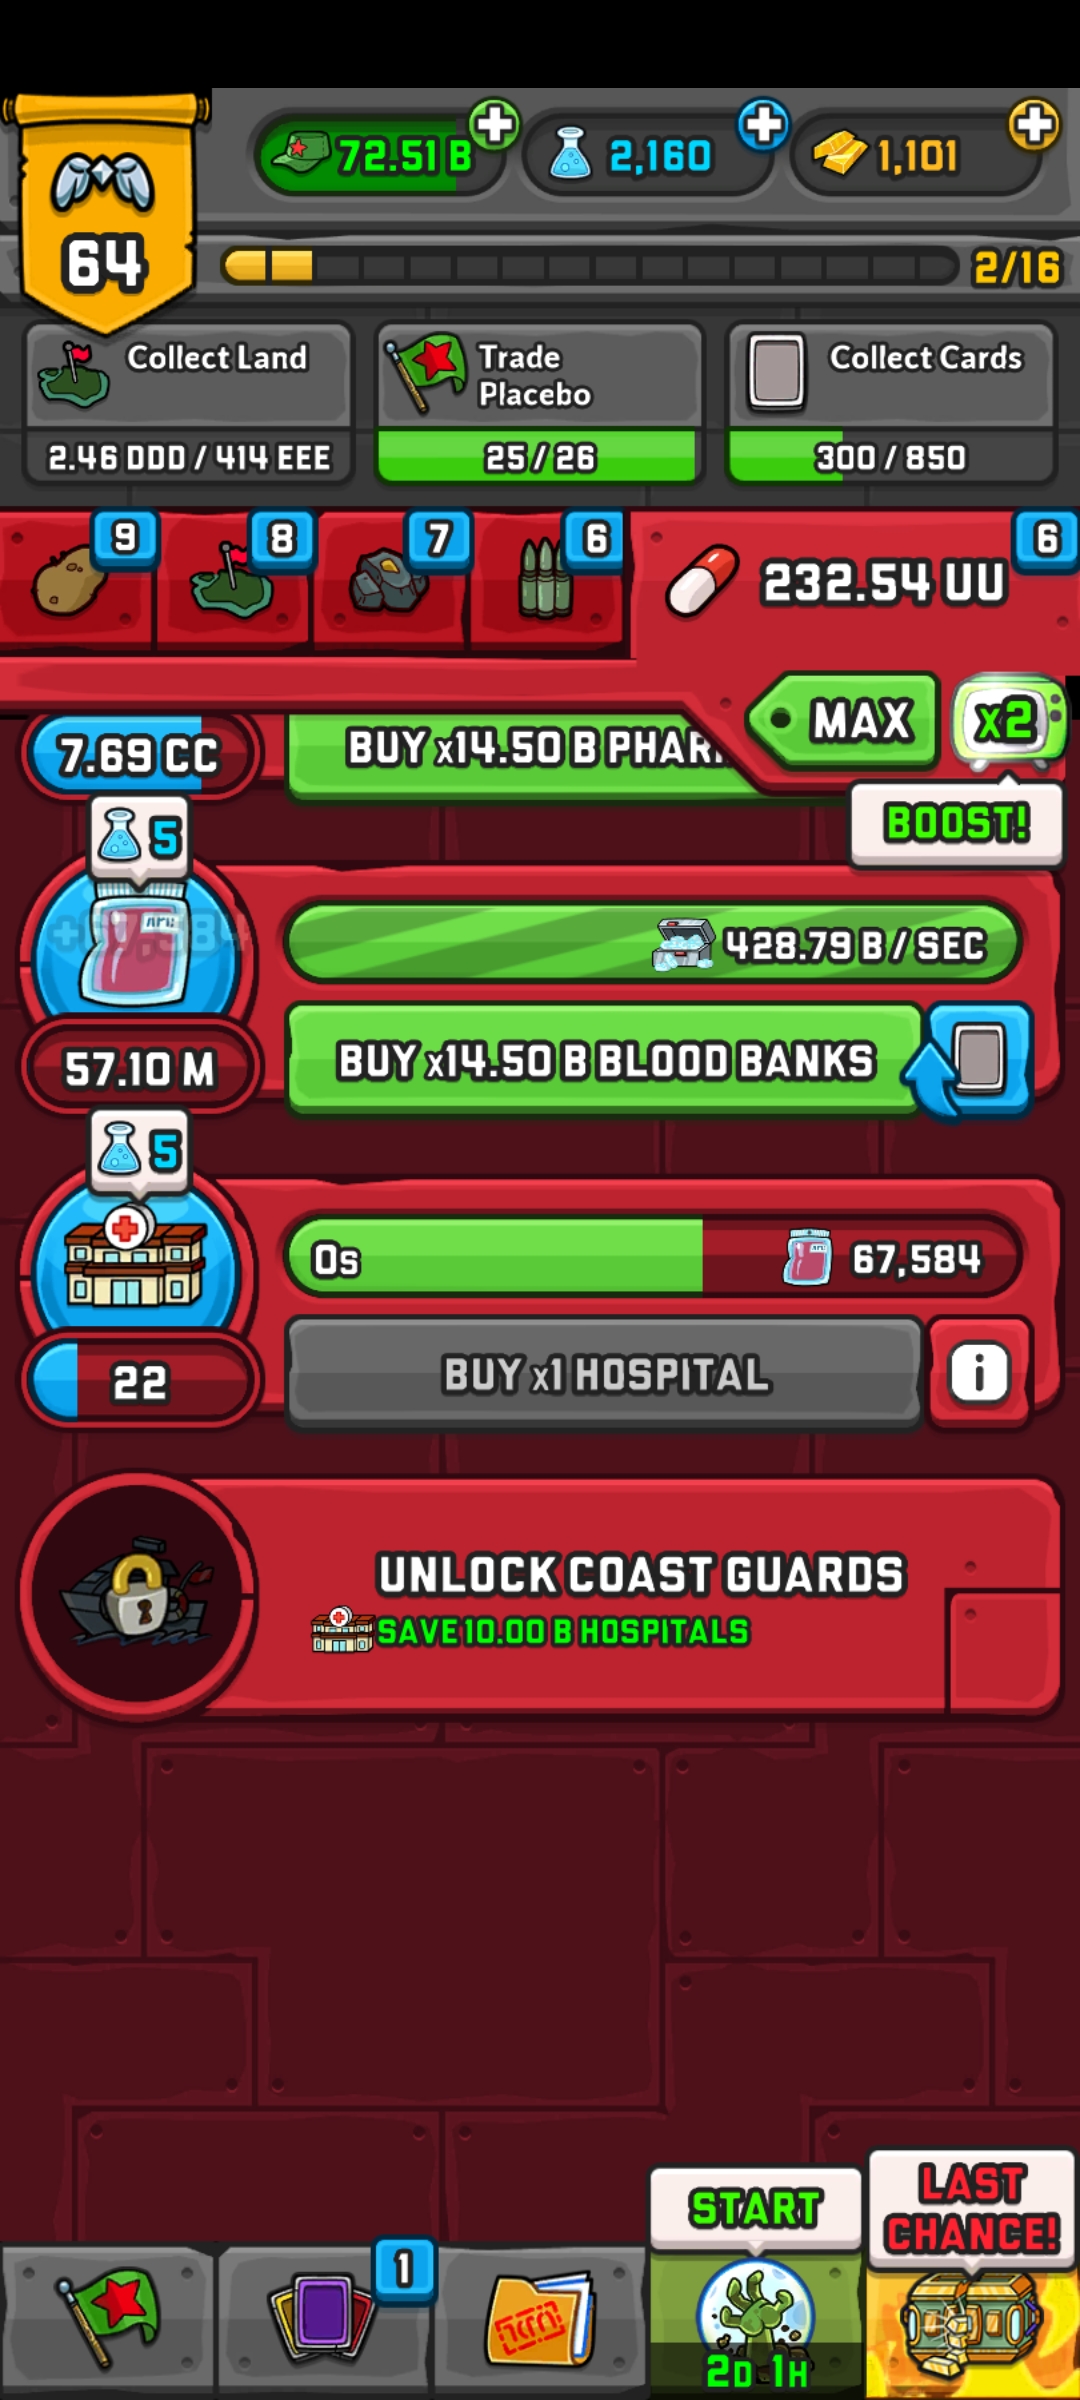 72.51 B
2,160
1,101
64
2/16
Collect Land
2.46 DDD / 414 EEE
Trade
Placebo
25 / 26
Collect Cards
300 / 850
9
8
7
6
6
232.54 UU
MAX
x2
BOOST!
7.69 CC
BUY x14.50 B PHAR
5
428.79 B / SEC
57.10 M
BUY x14.50 B BLOOD BANKS
5
0s
67,584
22
BUY x1 HOSPITAL
i
UNLOCK COAST GUARDS
SAVE 10.00 B HOSPITALS
START
LAST
CHANCE!
1
2D 1H